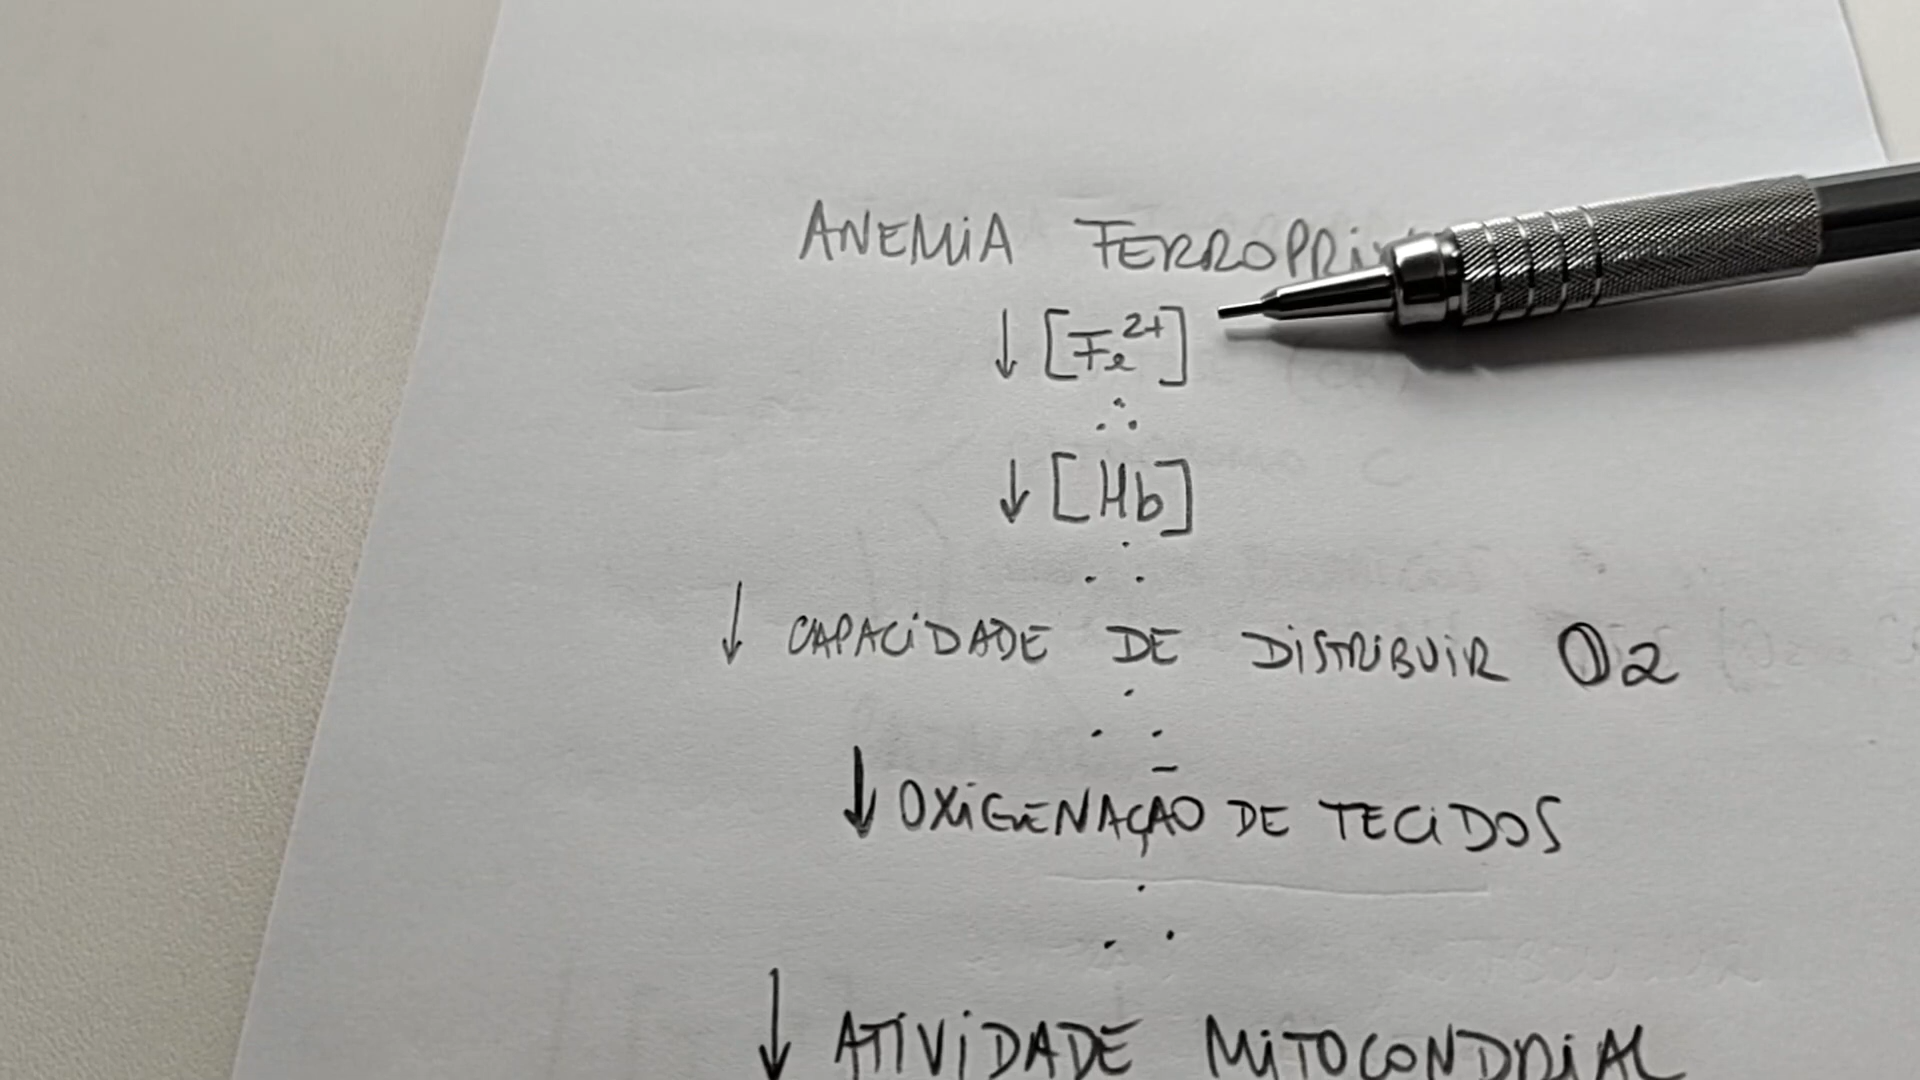 ANEMIA
↓ [Fe²⁺]
∴
↓ [Hb]
∴
↓ CAPACIDADE DE DISTRIBUIR O2
∴
↓ OXIGENAÇÃO DE TECIDOS
∴
↓ ATIVIDADE MITOCONDRIAL